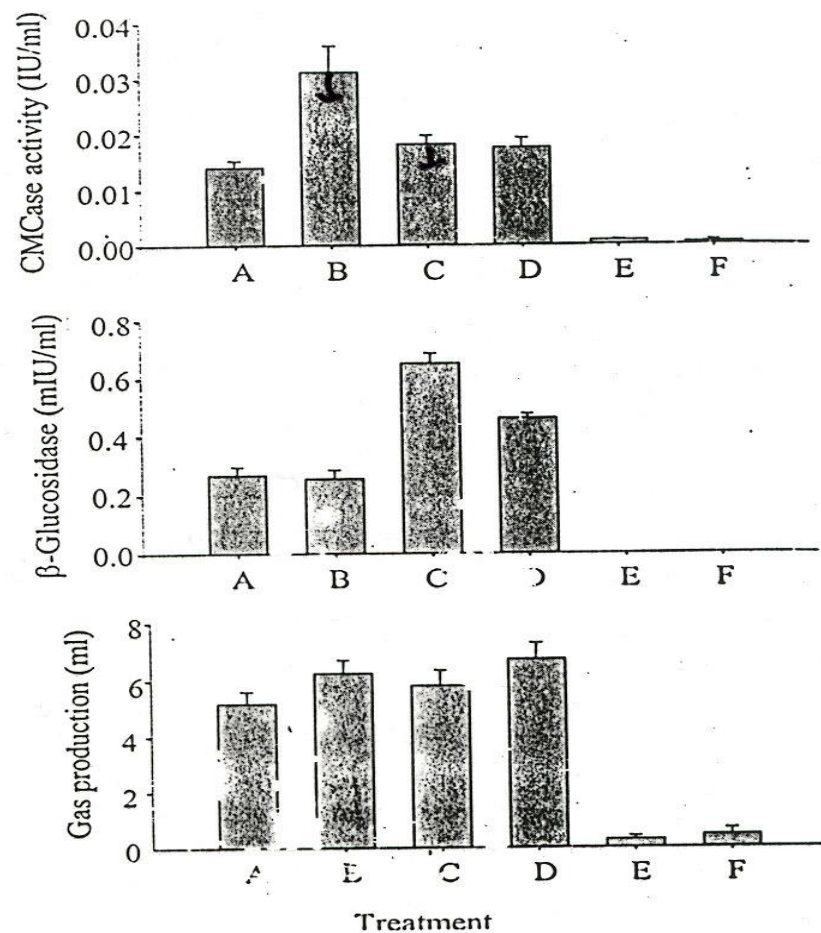 CMCase activity (IU/ml)
0.04
0.03
0.02
0.01
0.00
A B C D E F
β-Glucosidase (mIU/ml)
0.8
0.6
0.4
0.2
0.0
A B C E F
Gas production (ml)
8
6
4
2
0
C D E F
Treatment